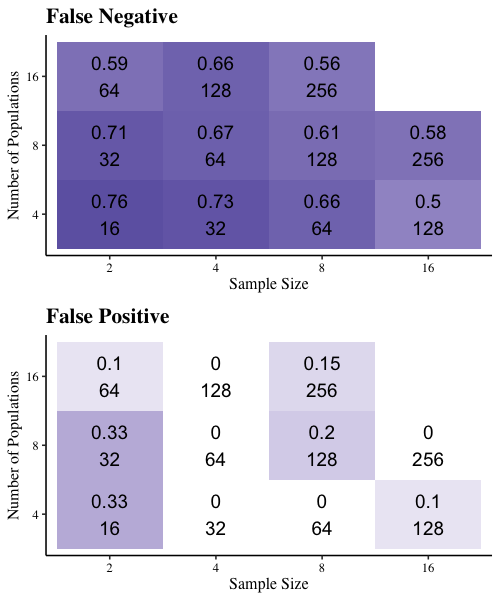 False Negative
Number of Populations
16
0.59 0.66 0.56
64 128 256
8
0.71 0.67 0.61 0.58
32 64 128 256
4
0.76 0.73 0.66 0.5
16 32 64 128
2 4 8 16
Sample Size
False Positive
Number of Populations
16
0.1 0 0.15
64 128 256
8
0.33 0 0.2 0
32 64 128 256
4
0.33 0 0 0.1
16 32 64 128
2 4 8 16
Sample Size